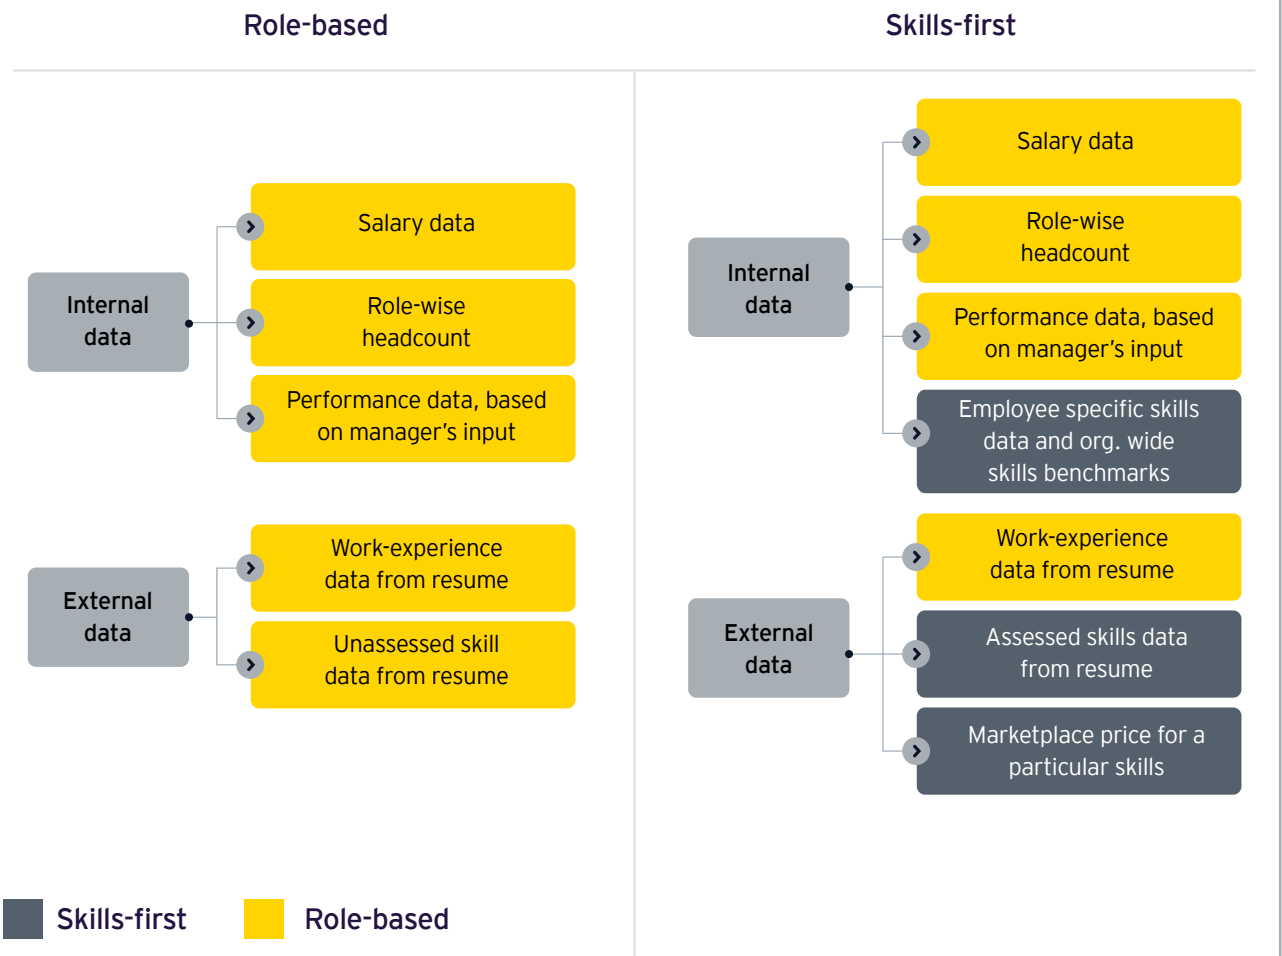 Role-based
Skills-first
Internal
data
Salary data
Role-wise
headcount
Performance data, based
on manager’s input
External
data
Work-experience
data from resume
Unassessed skill
data from resume
Internal
data
Salary data
Role-wise
headcount
Performance data, based
on manager’s input
Employee specific skills
data and org. wide
skills benchmarks
External
data
Work-experience
data from resume
Assessed skills data
from resume
Marketplace price for a
particular skills
Skills-first
Role-based